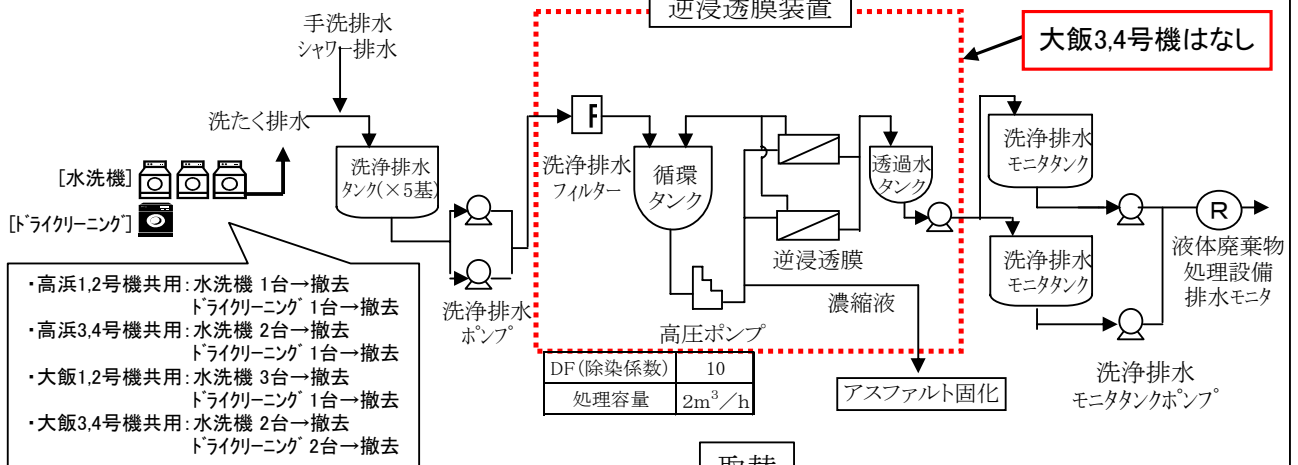 逆浸透膜装置
大飯3,4号機はなし
手洗排水
シャワー排水
洗たく排水
[水洗機]
[ドライクリーニング]
洗浄排水
タンク(×5基)
洗浄排水
ポンプ
F
洗浄排水
フィルター
循環
タンク
高圧ポンプ
逆浸透膜
濃縮液
透過水
タンク
洗浄排水
モニタタンク
洗浄排水
モニタタンク
R
液体廃棄物
処理設備
排水モニタ
洗浄排水
モニタタンクポンプ
アスファルト固化
DF(除染係数) 10
処理容量 2m³/h
・高浜1,2号機共用:水洗機 1台→撤去
ドライクリーニング 1台→撤去
・高浜3,4号機共用:水洗機 2台→撤去
ドライクリーニング 1台→撤去
・大飯1,2号機共用:水洗機 3台→撤去
ドライクリーニング 1台→撤去
・大飯3,4号機共用:水洗機 2台→撤去
ドライクリーニング 2台→撤去
取替